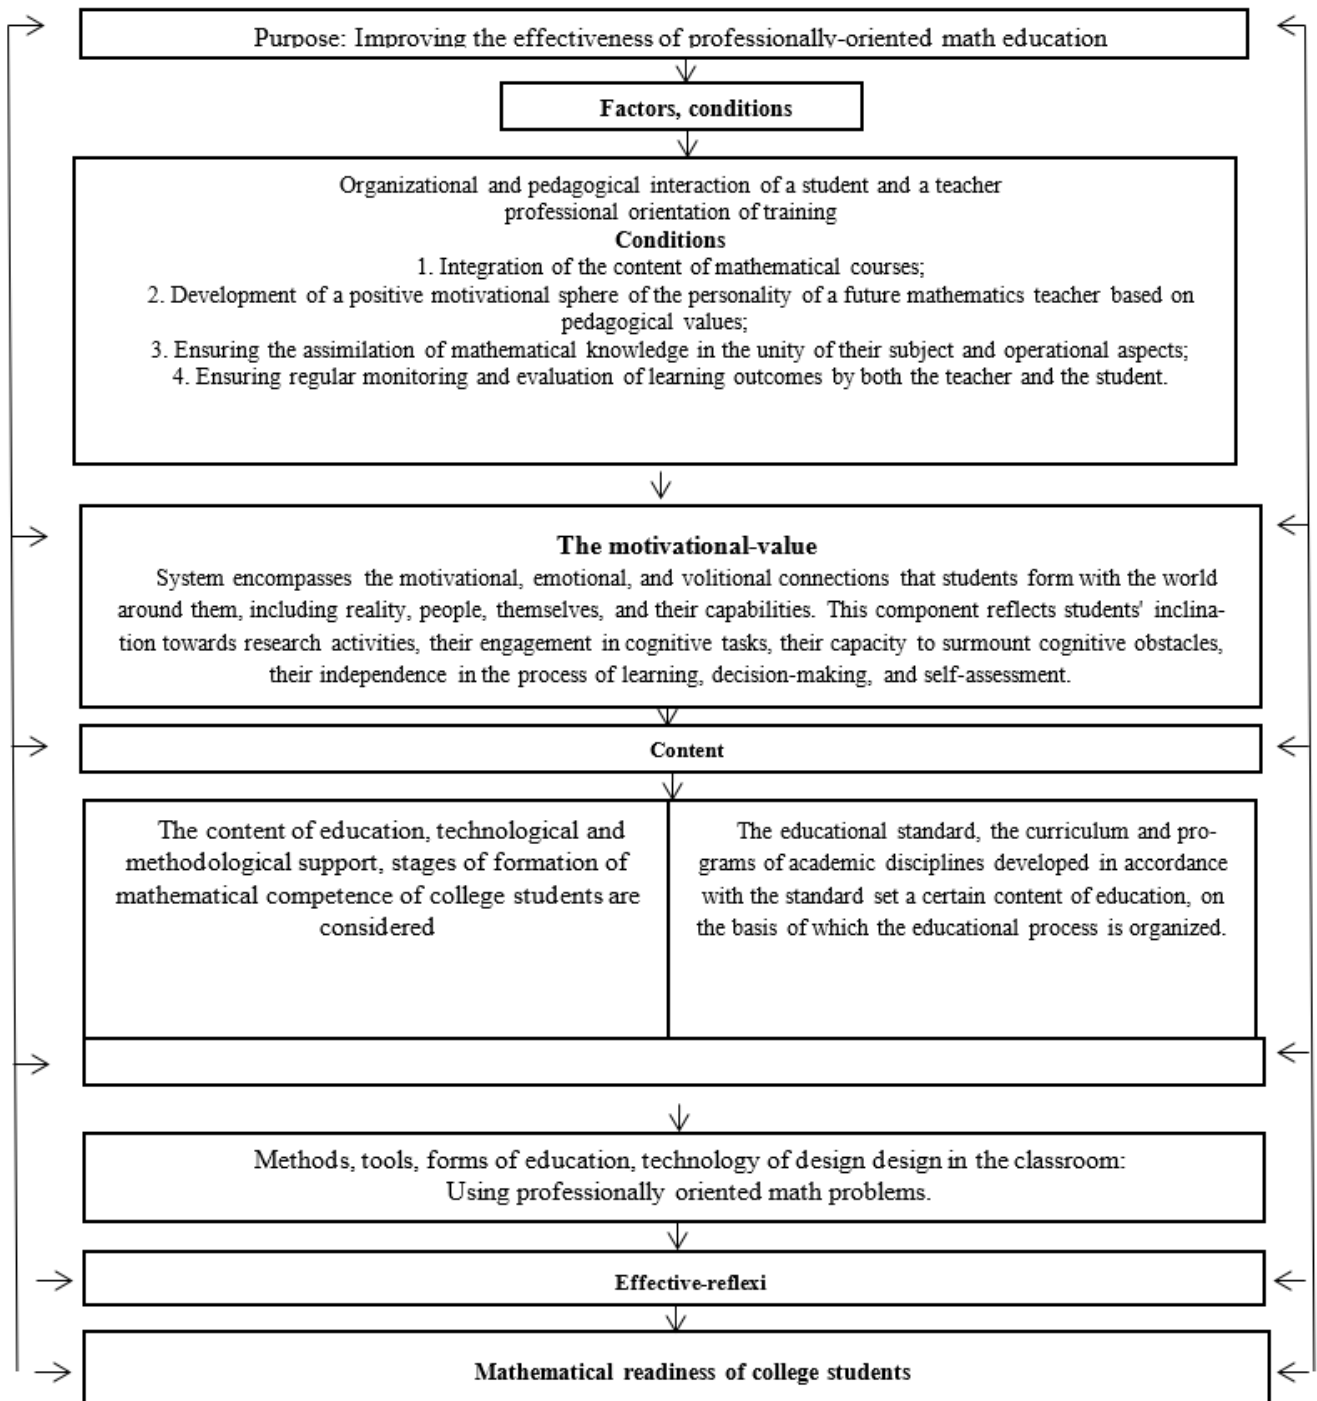 Purpose: Improving the effectiveness of professionally-oriented math education
Factors, conditions
Organizational and pedagogical interaction of a student and a teacher
professional orientation of training
Conditions
1. Integration of the content of mathematical courses;
2. Development of a positive motivational sphere of the personality of a future mathematics teacher based on
pedagogical values;
3. Ensuring the assimilation of mathematical knowledge in the unity of their subject and operational aspects;
4. Ensuring regular monitoring and evaluation of learning outcomes by both the teacher and the student.
The motivational-value
System encompasses the motivational, emotional, and volitional connections that students form with the world
around them, including reality, people, themselves, and their capabilities. This component reflects students' inclina-
tion towards research activities, their engagement in cognitive tasks, their capacity to surmount cognitive obstacles,
their independence in the process of learning, decision-making, and self-assessment.
Content
The content of education, technological and
methodological support, stages of formation of
mathematical competence of college students are
considered
The educational standard, the curriculum and pro-
grams of academic disciplines developed in accordance
with the standard set a certain content of education, on
the basis of which the educational process is organized.
Methods, tools, forms of education, technology of design design in the classroom:
Using professionally oriented math problems.
Effective-reflexi
Mathematical readiness of college students